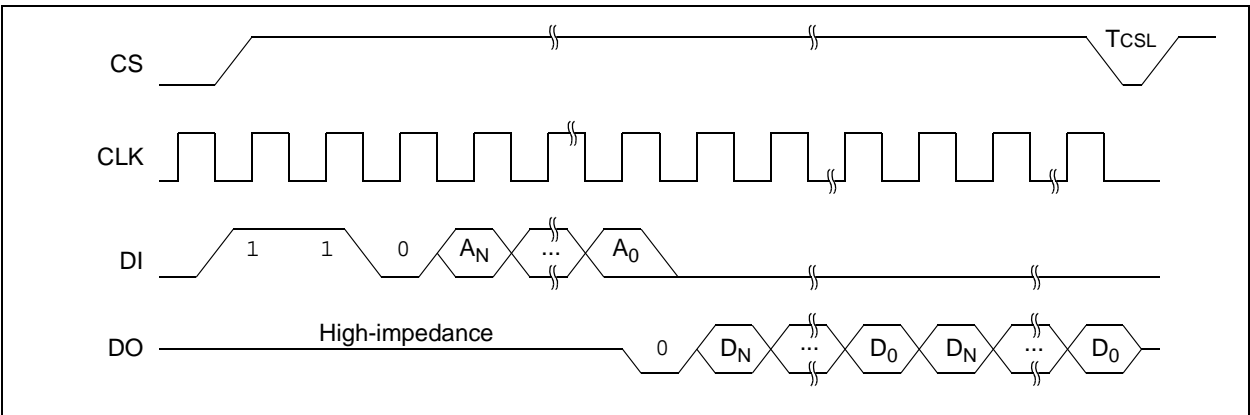 CS TCSL
CLK
DI 1 1 0 AN ... A0
High-impedance
DO 0 DN ... D0 DN ... D0